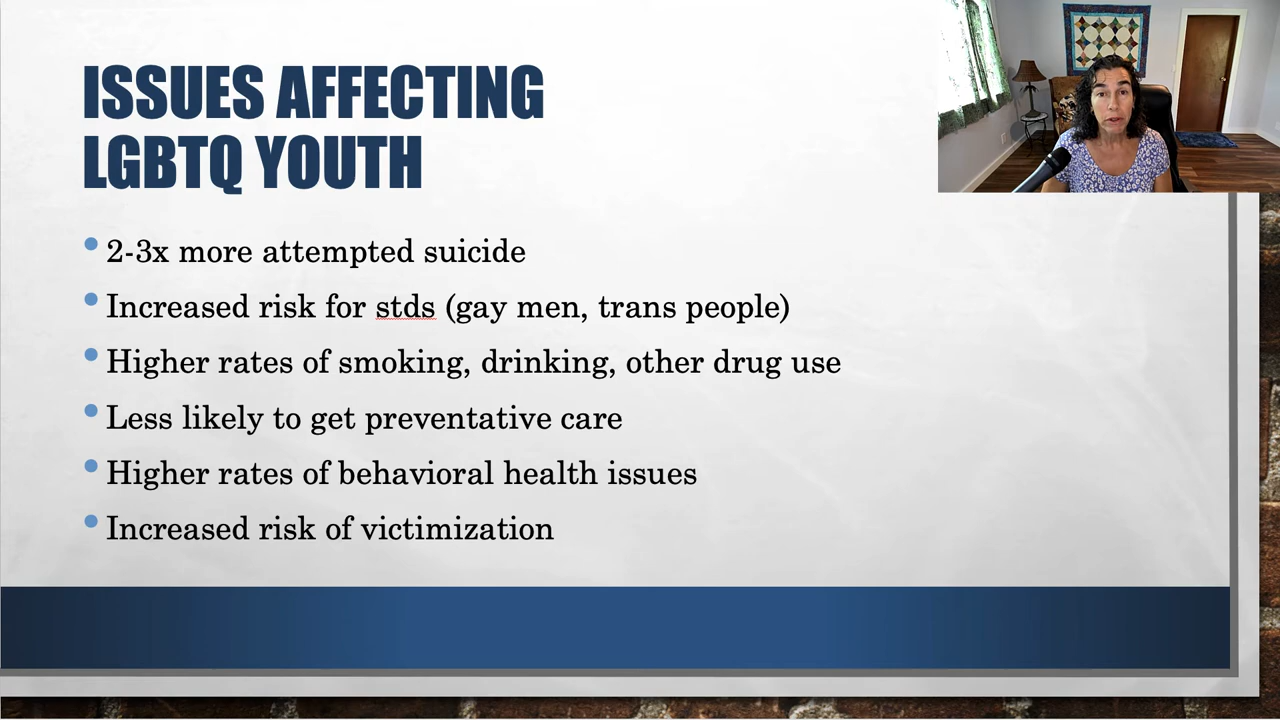 ISSUES AFFECTING
LGBTQ YOUTH
• 2-3x more attempted suicide
• Increased risk for stds (gay men, trans people)
• Higher rates of smoking, drinking, other drug use
• Less likely to get preventative care
• Higher rates of behavioral health issues
• Increased risk of victimization